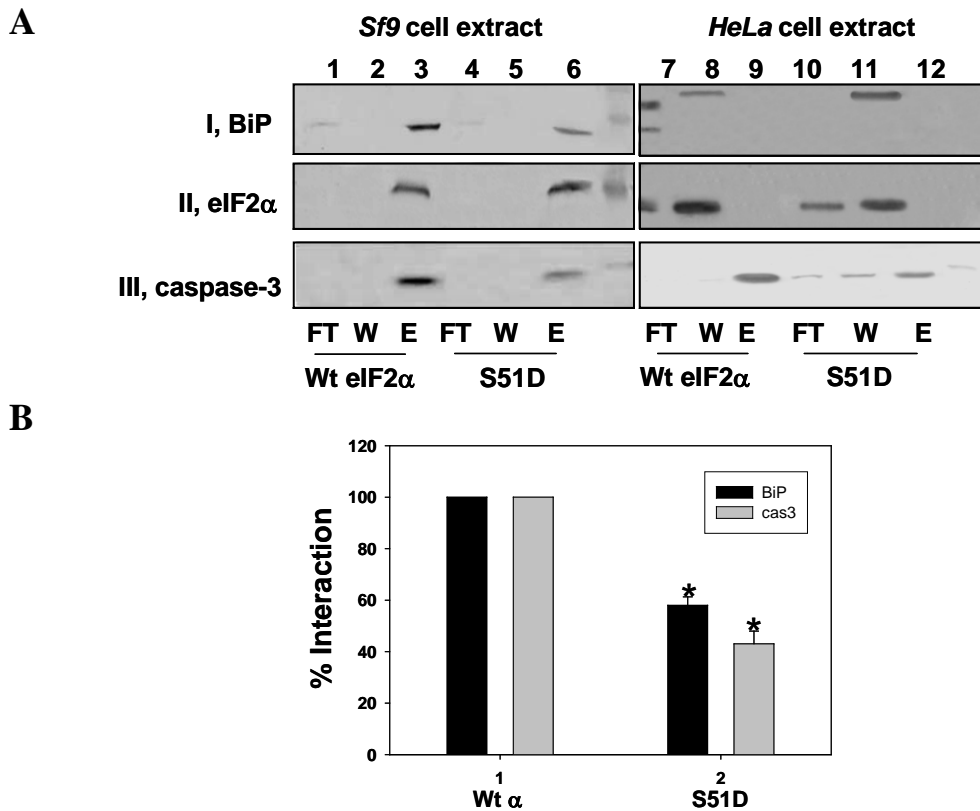 A
Sf9 cell extract
HeLa cell extract
1 2 3 4 5 6 7 8 9 10 11 12
I, BiP
II, eIF2α
III, caspase-3
FT W E FT W E FT W E FT W E
Wt eIF2α S51D Wt eIF2α S51D
B
120
100
80
60
40
20
0
% Interaction
BiP
cas3
* *
1 2
Wt α S51D